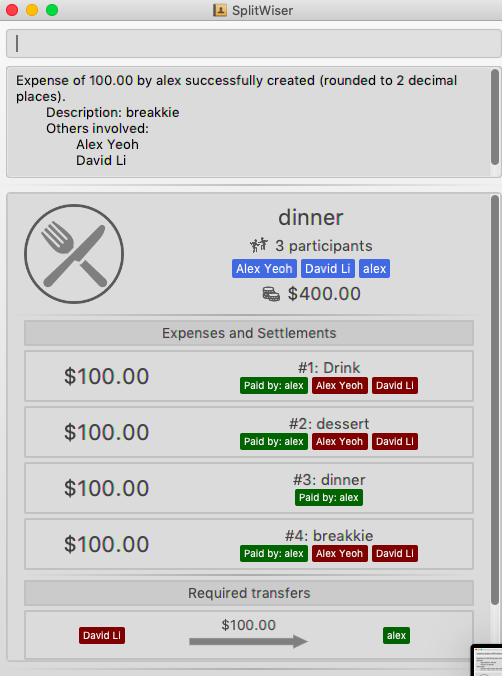 SplitWiser
Expense of 100.00 by alex successfully created (rounded to 2 decimal
places).
Description: breakkie
Others involved:
Alex Yeoh
David Li
dinner
3 participants
Alex Yeoh David Li alex
$400.00
Expenses and Settlements
$100.00
#1: Drink
Paid by: alex Alex Yeoh David Li
$100.00
#2: dessert
Paid by: alex Alex Yeoh David Li
$100.00
#3: dinner
Paid by: alex
$100.00
#4: breakkie
Paid by: alex Alex Yeoh David Li
Required transfers
$100.00
David Li
alex